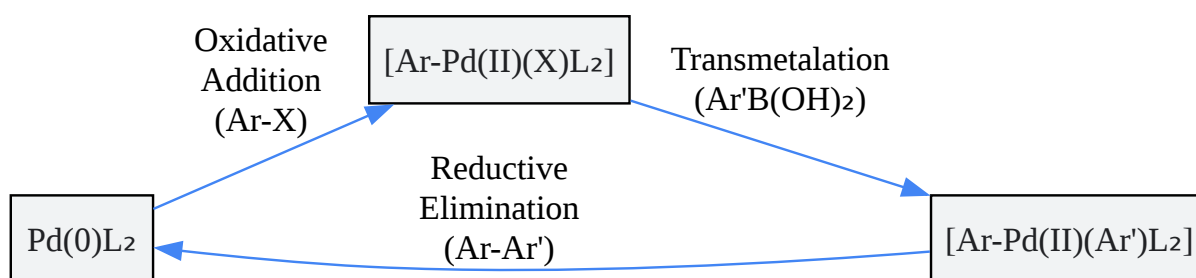 Oxidative
Addition
(Ar-X)
[Ar-Pd(II)(X)L₂]
Transmetalation
(Ar'B(OH)₂)
Reductive
Elimination
(Ar-Ar')
Pd(0)L₂
[Ar-Pd(II)(Ar')L₂]